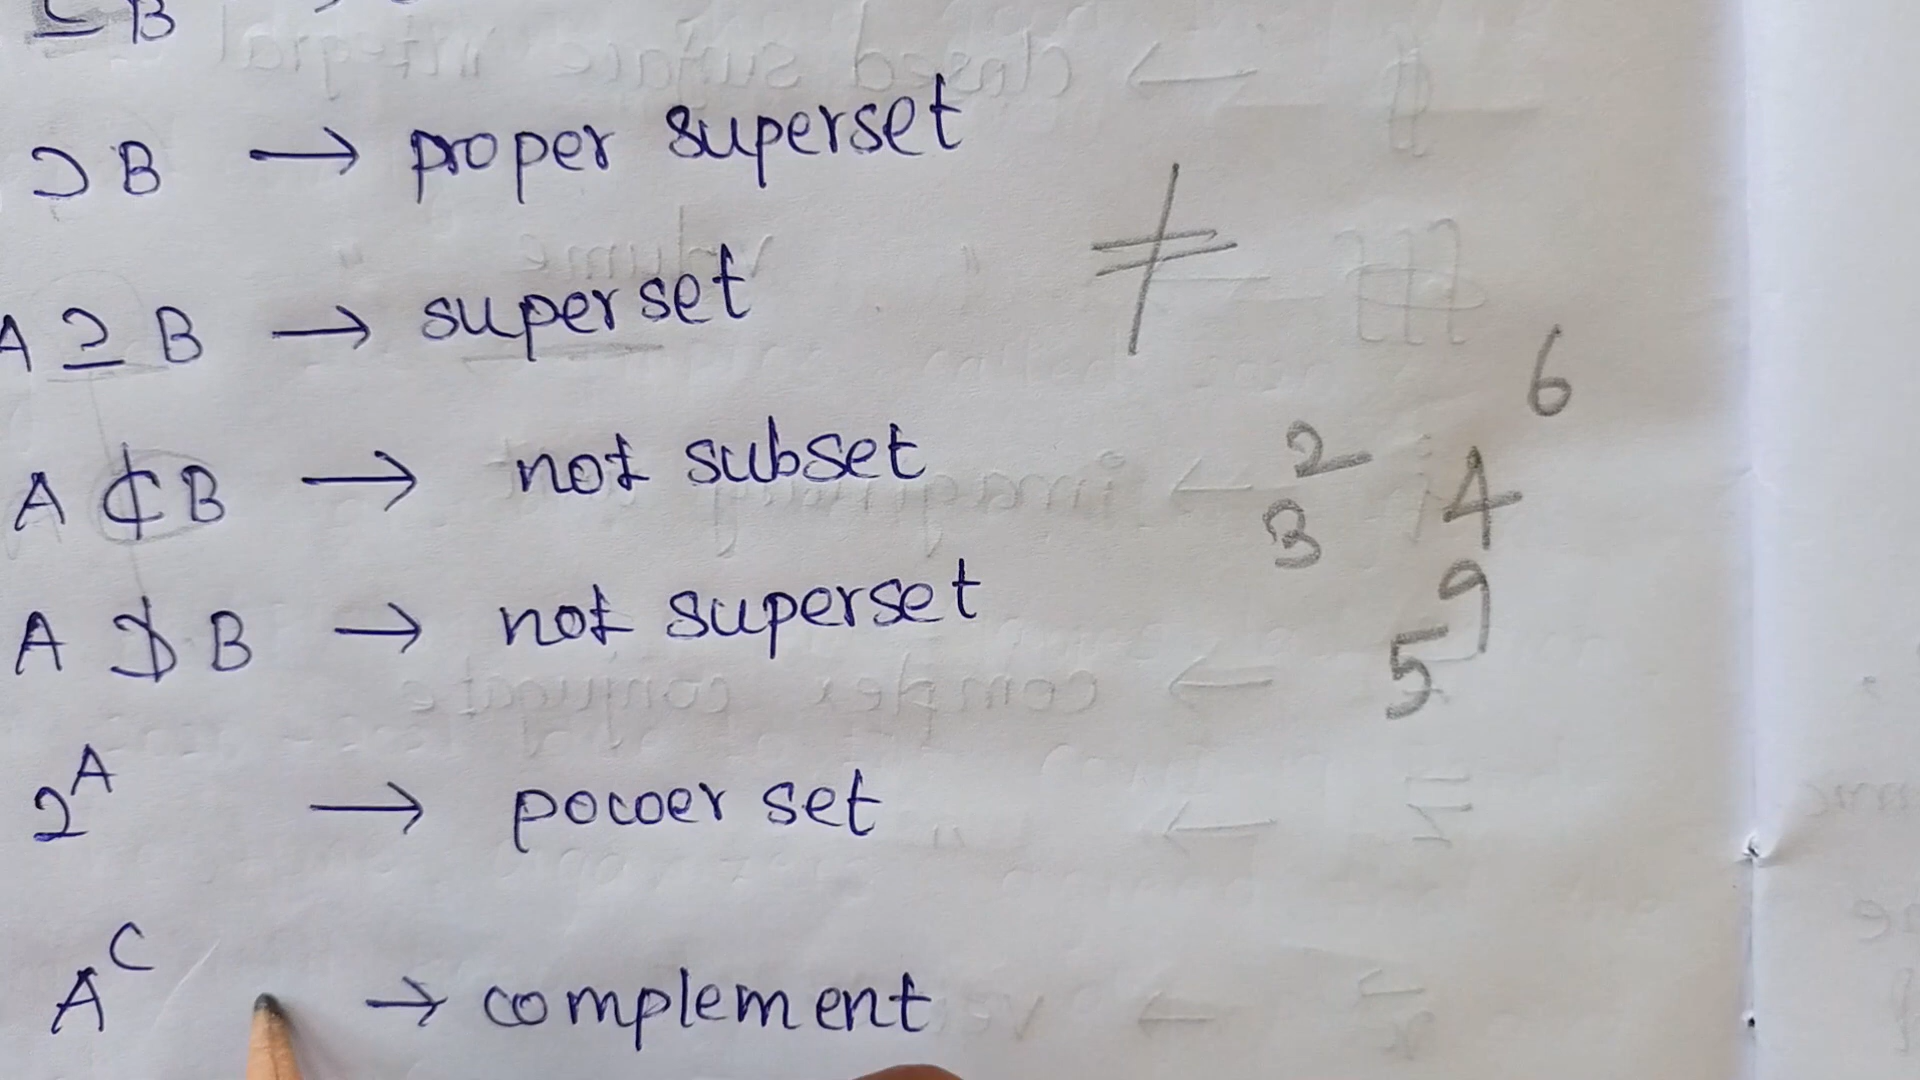 ⊆ B
⊃ B → proper superset
A ⊇ B → superset
≠
6
A ⊄ B → not subset
2
4
3
A ⊅ B → not superset
9
5
2^A → power set
A^C → complement